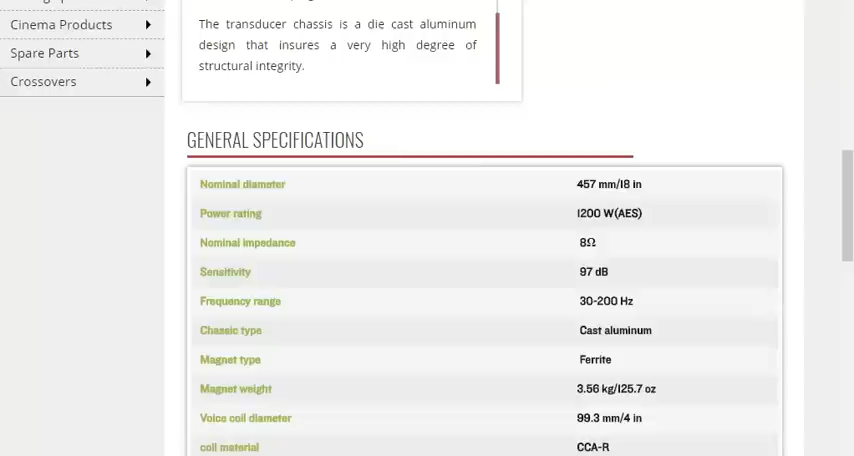 Cinema Products
Spare Parts
Crossovers
The transducer chassis is a die cast aluminum
design that insures a very high degree of
structural integrity.
GENERAL SPECIFICATIONS
Nominal diameter 457 mm/18 in
Power rating 1200 W(AES)
Nominal impedance 8Ω
Sensitivity 97 dB
Frequency range 30-200 Hz
Chassic type Cast aluminum
Magnet type Ferrite
Magnet weight 3.56 kg/125.7 oz
Voice coil diameter 99.3 mm/4 in
coil material CCA-R